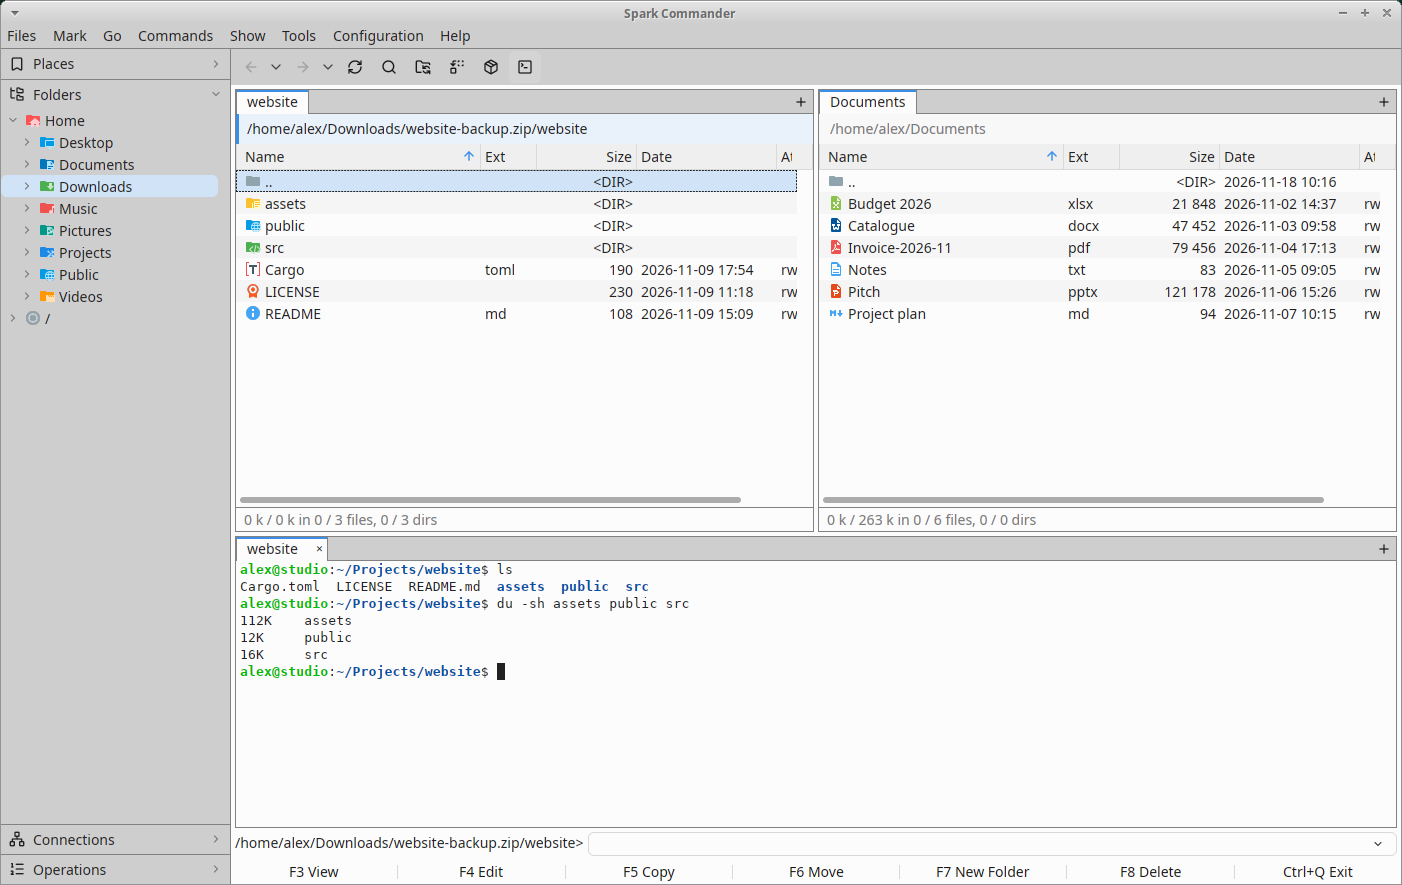 Spark Commander
Files Mark Go Commands Show Tools Configuration Help
Places
Folders
Home
Desktop
Documents
Downloads
Music
Pictures
Projects
Public
Videos
/
Connections
Operations
website
/home/alex/Downloads/website-backup.zip/website
Name Ext Size Date At
.. <DIR>
assets <DIR>
public <DIR>
src <DIR>
Cargo toml 190 2026-11-09 17:54 rw
LICENSE 230 2026-11-09 11:18 rw
README md 108 2026-11-09 15:09 rw
0 k / 0 k in 0 / 3 files, 0 / 3 dirs
Documents
/home/alex/Documents
Name Ext Size Date At
.. <DIR> 2026-11-18 10:16
Budget 2026 xlsx 21 848 2026-11-02 14:37 rw
Catalogue docx 47 452 2026-11-03 09:58 rw
Invoice-2026-11 pdf 79 456 2026-11-04 17:13 rw
Notes txt 83 2026-11-05 09:05 rw
Pitch pptx 121 178 2026-11-06 15:26 rw
Project plan md 94 2026-11-07 10:15 rw
0 k / 263 k in 0 / 6 files, 0 / 0 dirs
website
alex@studio:~/Projects/website$ ls
Cargo.toml LICENSE README.md assets public src
alex@studio:~/Projects/website$ du -sh assets public src
112K assets
12K public
16K src
alex@studio:~/Projects/website$
/home/alex/Downloads/website-backup.zip/website>
F3 View F4 Edit F5 Copy F6 Move F7 New Folder F8 Delete Ctrl+Q Exit